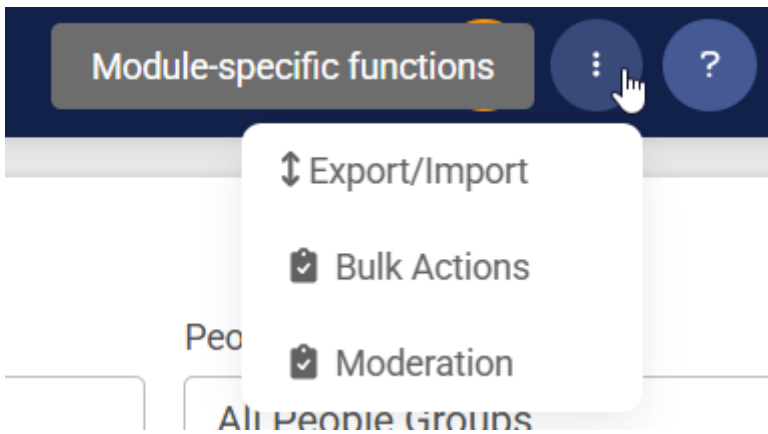 Module-specific functions
?
Export/Import
Bulk Actions
Peo
Moderation
All People Groups